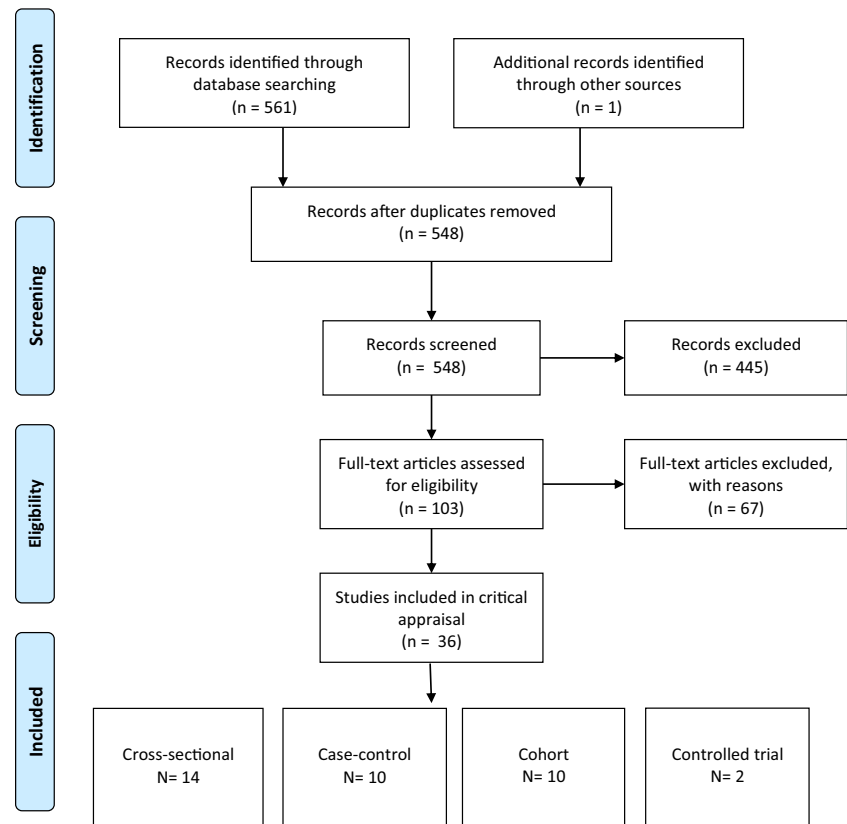 Identification
Records identified through
database searching
(n = 561)
Additional records identified
through other sources
(n = 1)
Records after duplicates removed
(n = 548)
Screening
Records screened
(n = 548)
Records excluded
(n = 445)
Eligibility
Full-text articles assessed
for eligibility
(n = 103)
Full-text articles excluded,
with reasons
(n = 67)
Studies included in critical
appraisal
(n = 36)
Included
Cross-sectional
N= 14
Case-control
N= 10
Cohort
N= 10
Controlled trial
N= 2